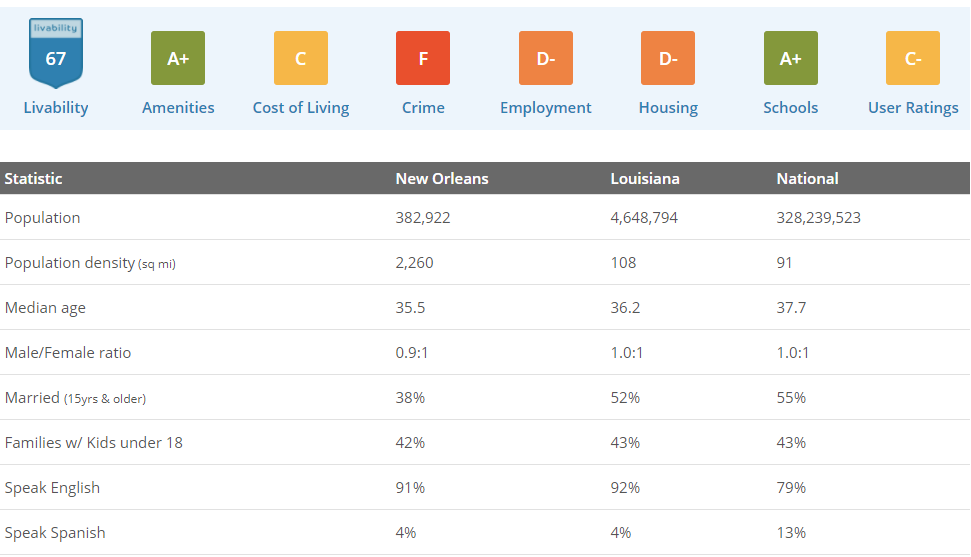 livability
67 A+ C F D- D- A+ C-
Livability Amenities Cost of Living Crime Employment Housing Schools User Ratings
Statistic New Orleans Louisiana National
Population 382,922 4,648,794 328,239,523
Population density (sq mi) 2,260 108 91
Median age 35.5 36.2 37.7
Male/Female ratio 0.9:1 1.0:1 1.0:1
Married (15yrs & older) 38% 52% 55%
Families w/ Kids under 18 42% 43% 43%
Speak English 91% 92% 79%
Speak Spanish 4% 4% 13%